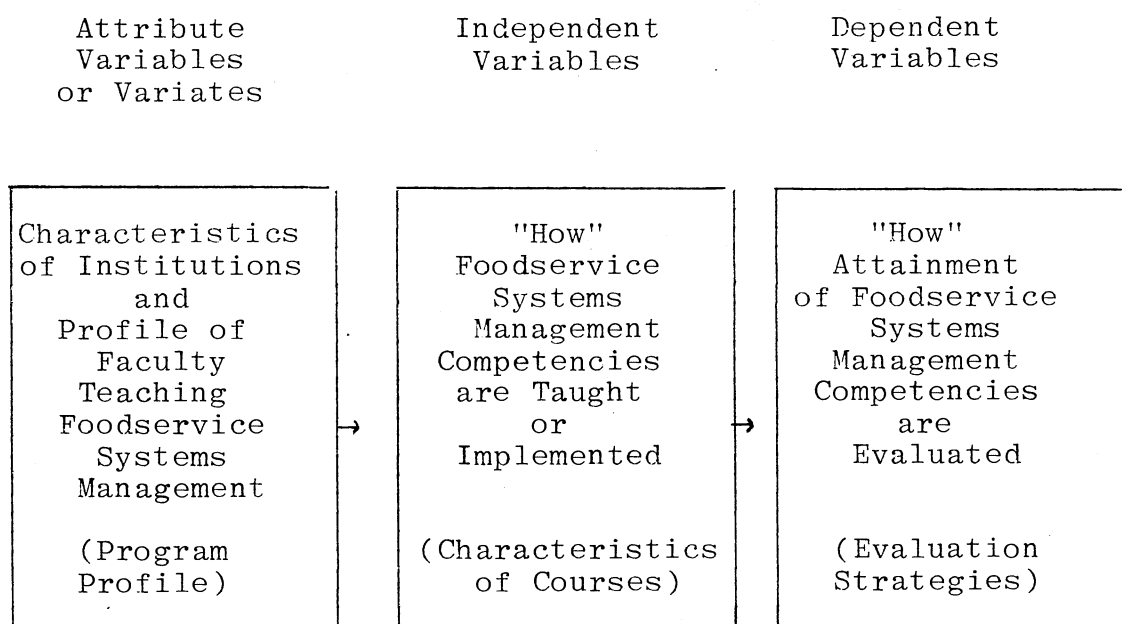 Attribute
Variables
or Variates
Independent
Variables
Dependent
Variables
Characteristics
of Institutions
and
Profile of
Faculty
Teaching
Foodservice
Systems
Management
(Program
Profile)
"How"
Foodservice
Systems
Management
Competencies
are Taught
or
Implemented
(Characteristics
of Courses)
"How"
Attainment
of Foodservice
Systems
Management
Competencies
are
Evaluated
(Evaluation
Strategies)